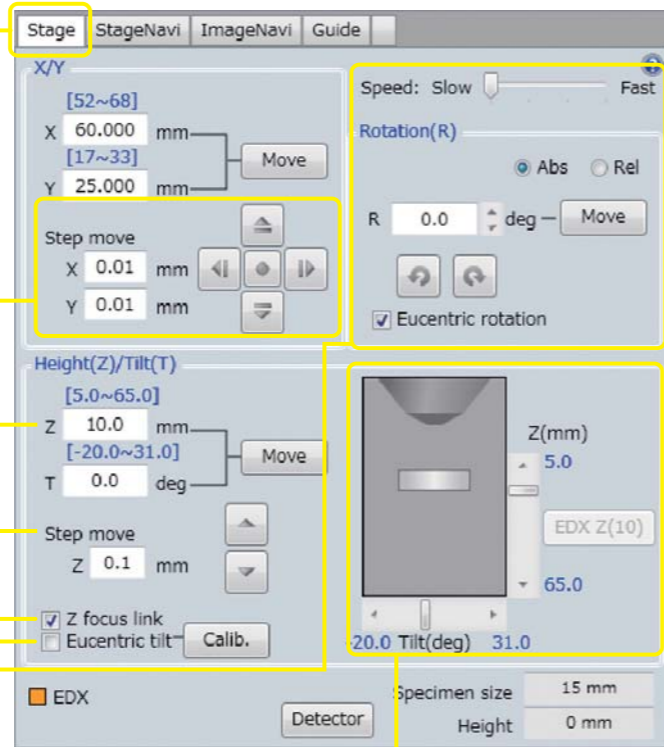 Stage StageNavi ImageNavi Guide
X/Y
[52~68]
X 60.000 mm
Move
[17~33]
Y 25.000 mm
Step move
X 0.01 mm
Y 0.01 mm
Speed: Slow Fast
Rotation(R)
Abs Rel
R 0.0 deg Move
Eucentric rotation
Height(Z)/Tilt(T)
[5.0~65.0]
Z 10.0 mm
Move
[-20.0~31.0]
T 0.0 deg
Step move
Z 0.1 mm
Z focus link
Eucentric tilt Calib.
Z(mm)
5.0
EDX Z(10)
65.0
-20.0 Tilt(deg) 31.0
EDX
Detector
Specimen size 15 mm
Height 0 mm